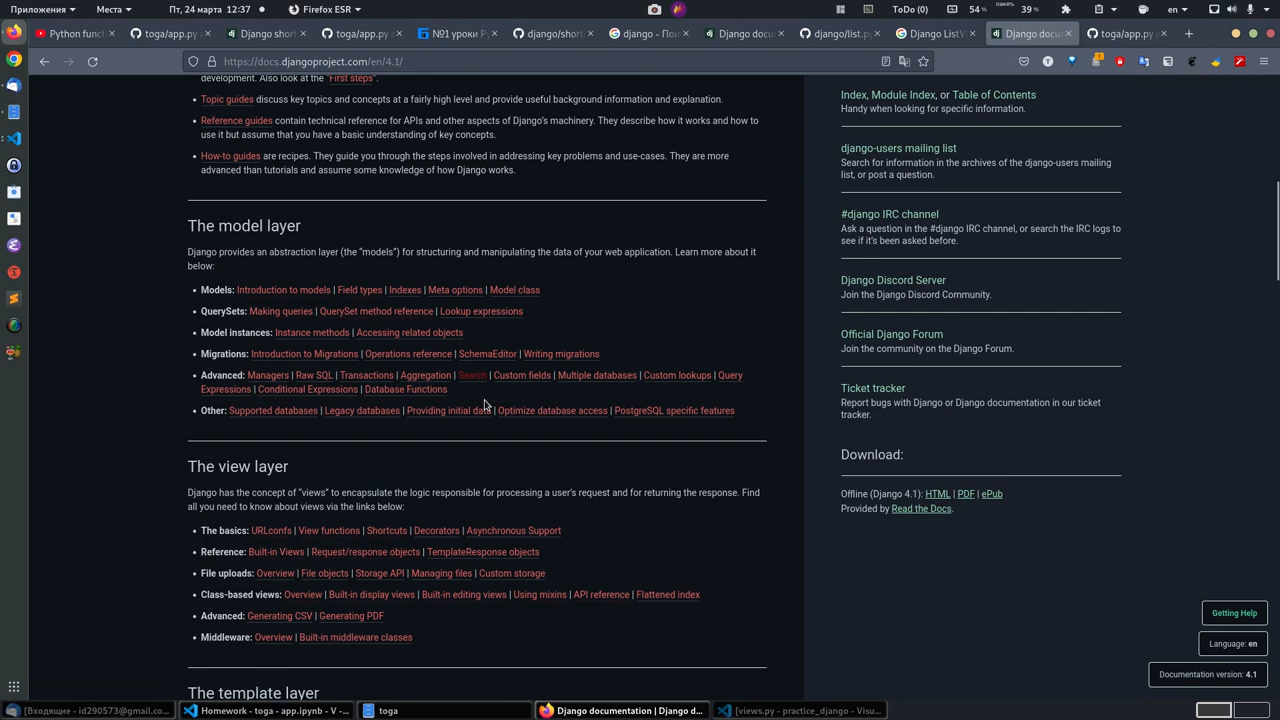 Приложения
Места
Пт, 24 марта 12:37
Firefox ESR
ToDo (0)
54 %
память
39 %
en
Python funct
toga/app.py a
Django short
toga/app.py a
№1 уроки Py
django/short
django - Пои
Django docu
django/list.py
Django ListV
Django docu
toga/app.py a
https://docs.djangoproject.com/en/4.1/
development. Also look at the "First steps".
• Topic guides discuss key topics and concepts at a fairly high level and provide useful background information and explanation.
• Reference guides contain technical reference for APIs and other aspects of Django's machinery. They describe how it works and how to
use it but assume that you have a basic understanding of key concepts.
• How-to guides are recipes. They guide you through the steps involved in addressing key problems and use-cases. They are more
advanced than tutorials and assume some knowledge of how Django works.
The model layer
Django provides an abstraction layer (the “models”) for structuring and manipulating the data of your web application. Learn more about it
below:
• Models: Introduction to models | Field types | Indexes | Meta options | Model class
• QuerySets: Making queries | QuerySet method reference | Lookup expressions
• Model instances: Instance methods | Accessing related objects
• Migrations: Introduction to Migrations | Operations reference | SchemaEditor | Writing migrations
• Advanced: Managers | Raw SQL | Transactions | Aggregation | Search | Custom fields | Multiple databases | Custom lookups | Query
Expressions | Conditional Expressions | Database Functions
• Other: Supported databases | Legacy databases | Providing initial data | Optimize database access | PostgreSQL specific features
The view layer
Django has the concept of “views” to encapsulate the logic responsible for processing a user’s request and for returning the response. Find
all you need to know about views via the links below:
• The basics: URLconfs | View functions | Shortcuts | Decorators | Asynchronous Support
• Reference: Built-in Views | Request/response objects | TemplateResponse objects
• File uploads: Overview | File objects | Storage API | Managing files | Custom storage
• Class-based views: Overview | Built-in display views | Built-in editing views | Using mixins | API reference | Flattened index
• Advanced: Generating CSV | Generating PDF
• Middleware: Overview | Built-in middleware classes
The template layer
Index, Module Index, or Table of Contents
Handy when looking for specific information.
django-users mailing list
Search for information in the archives of the django-users mailing
list, or post a question.
#django IRC channel
Ask a question in the #django IRC channel, or search the IRC logs to
see if it’s been asked before.
Django Discord Server
Join the Django Discord Community.
Official Django Forum
Join the community on the Django Forum.
Ticket tracker
Report bugs with Django or Django documentation in our ticket
tracker.
Download:
Offline (Django 4.1): HTML | PDF | ePub
Provided by Read the Docs.
Getting Help
Language: en
Documentation version: 4.1
[Входящие - id290573@gmail.co...
Homework - toga - app.ipynb - V -...
toga
Django documentation | Django d...
[views.py - practice_django - Visu...